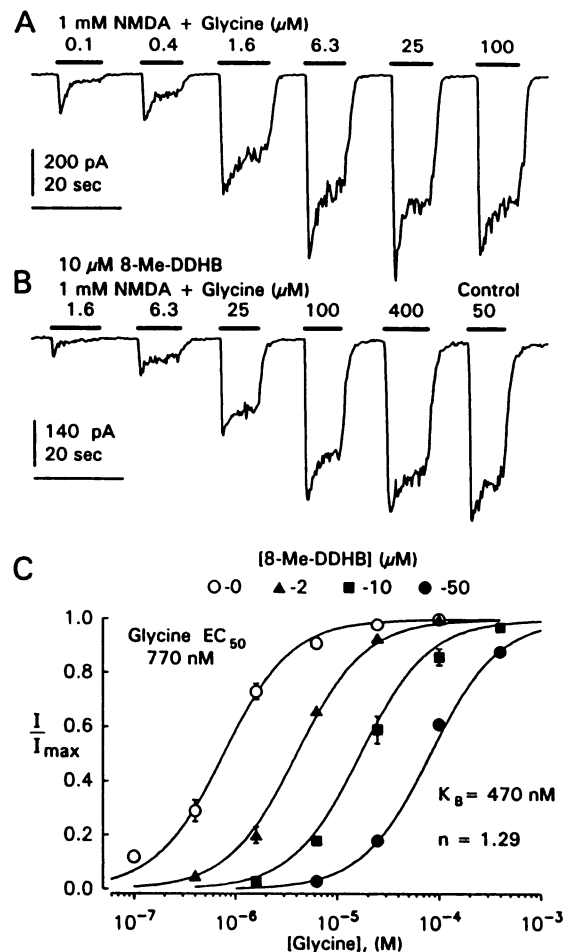 A
1 mM NMDA + Glycine (μM)
0.1 0.4 1.6 6.3 25 100
200 pA
20 sec
B
10 μM 8-Me-DDHB
1 mM NMDA + Glycine (μM) Control
1.6 6.3 25 100 400 50
140 pA
20 sec
C
[8-Me-DDHB] (μM)
-0 -2 -10 -50
Glycine EC50
770 nM
I
Imax
1.0
0.8
0.6
0.4
0.2
0.0
KB = 470 nM
n = 1.29
10-7 10-6 10-5 10-4 10-3
[Glycine], (M)